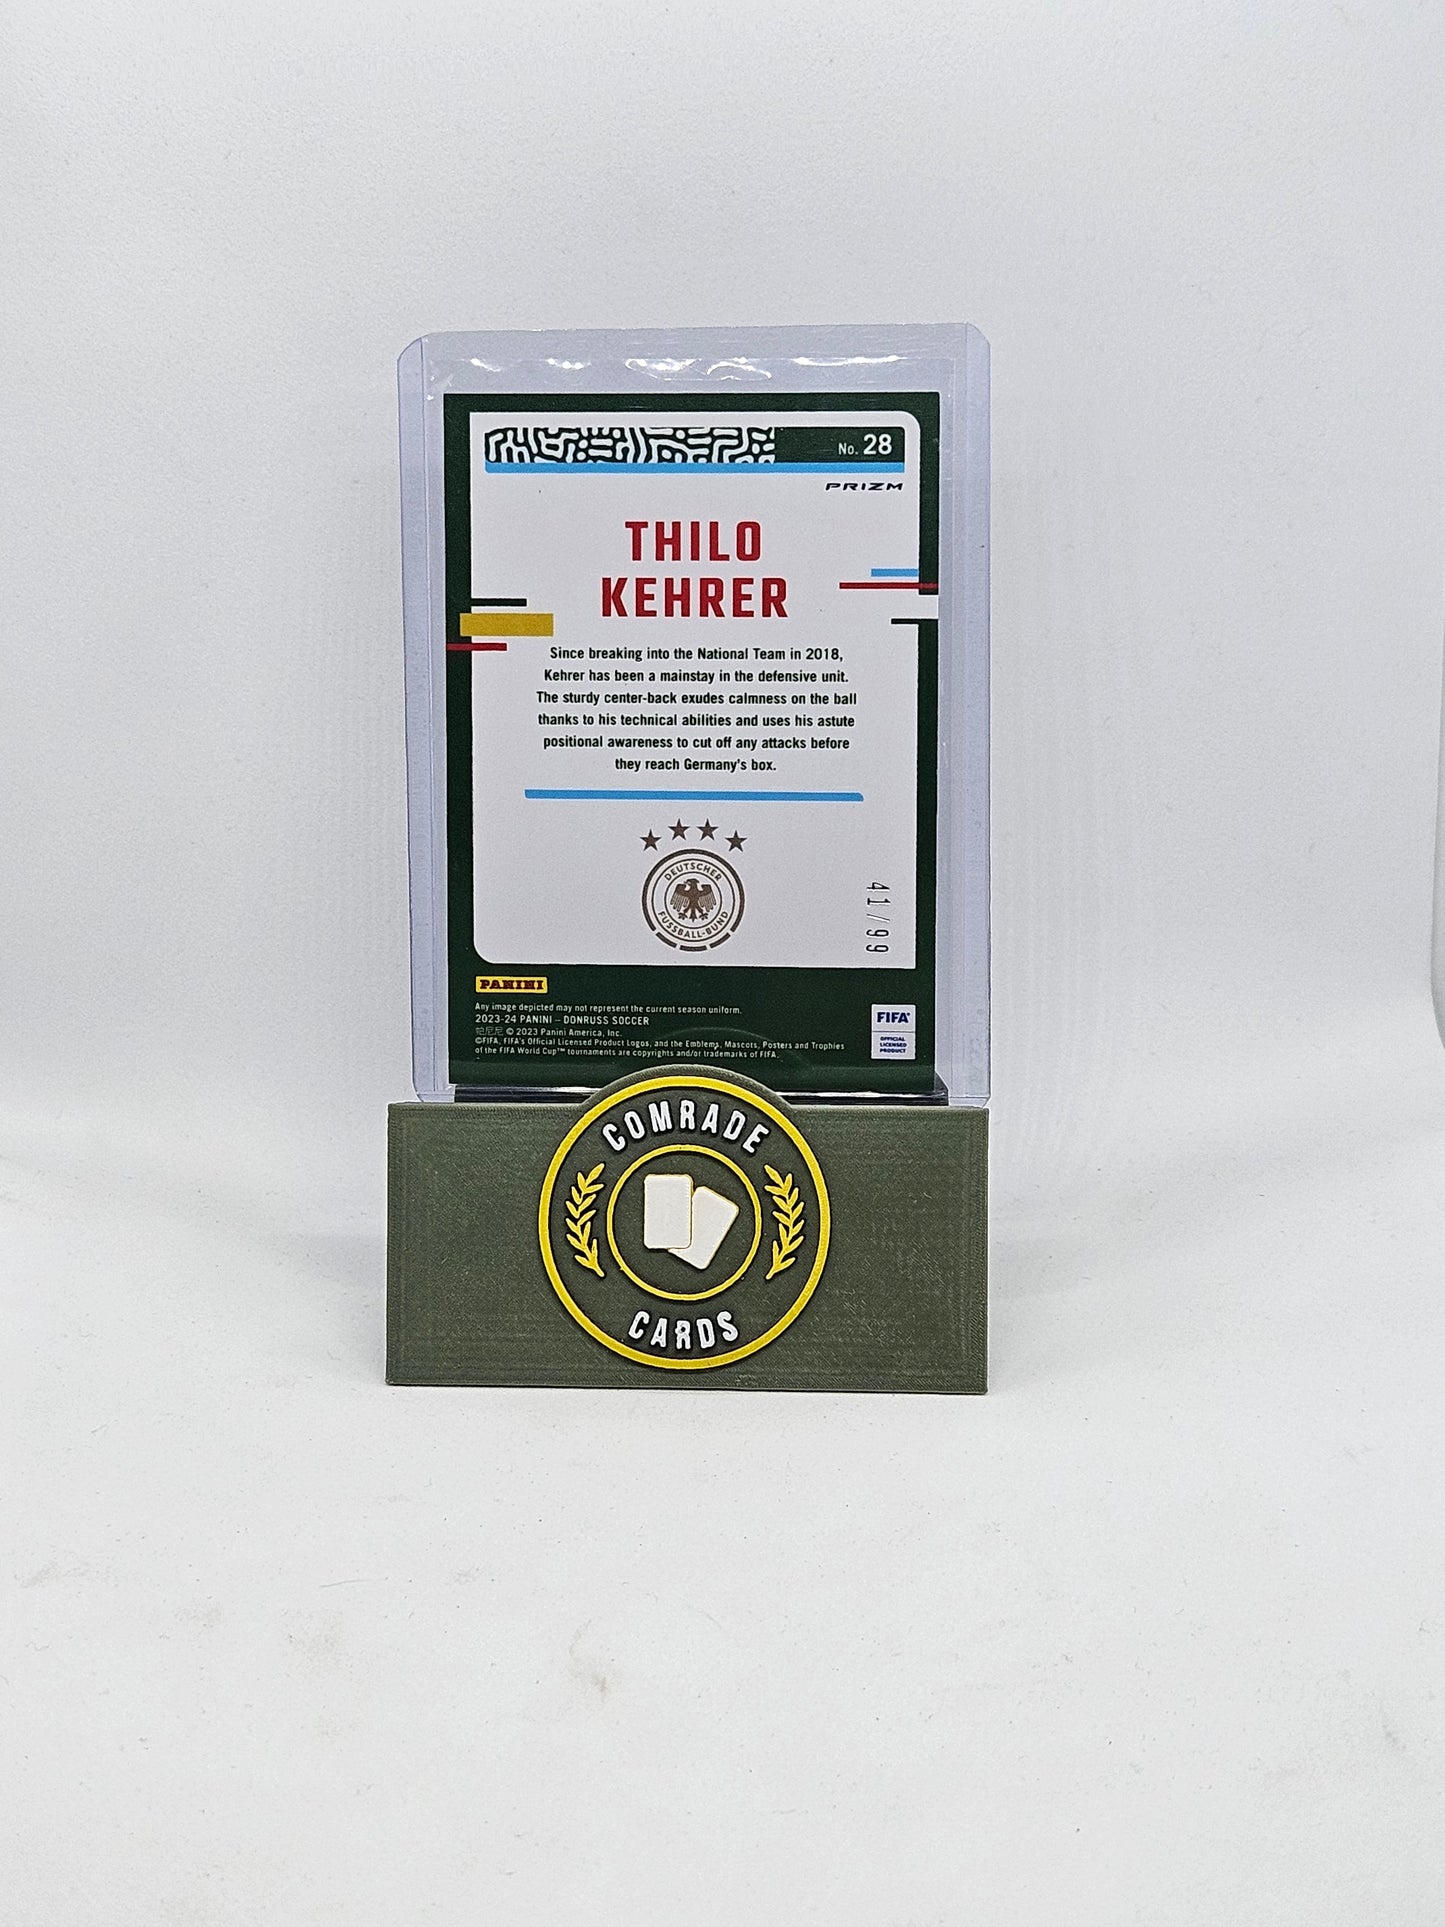 No. 28
PRIZM
THILO
KEHRER
Since breaking into the National Team in 2018,
Kehrer has been a mainstay in the defensive unit.
The sturdy center-back exudes calmness on the ball
thanks to his technical abilities and uses his astute
positional awareness to cut off any attacks before
they reach Germany's box.
DEUTSCHER
FUSSBALL-BUND
41/99
PANINI
Any image depicted may not represent the current season uniform.
2023-24 PANINI – DONRUSS SOCCER
帕尼尼 © 2023 Panini America, Inc.
©FIFA, FIFA's Official Licensed Product Logos, and the Emblems, Mascots, Posters and Trophies
of the FIFA World Cup™ tournaments are copyrights and/or trademarks of FIFA.
FIFA
OFFICIAL
LICENSED
PRODUCT
COMRADE
CARDS